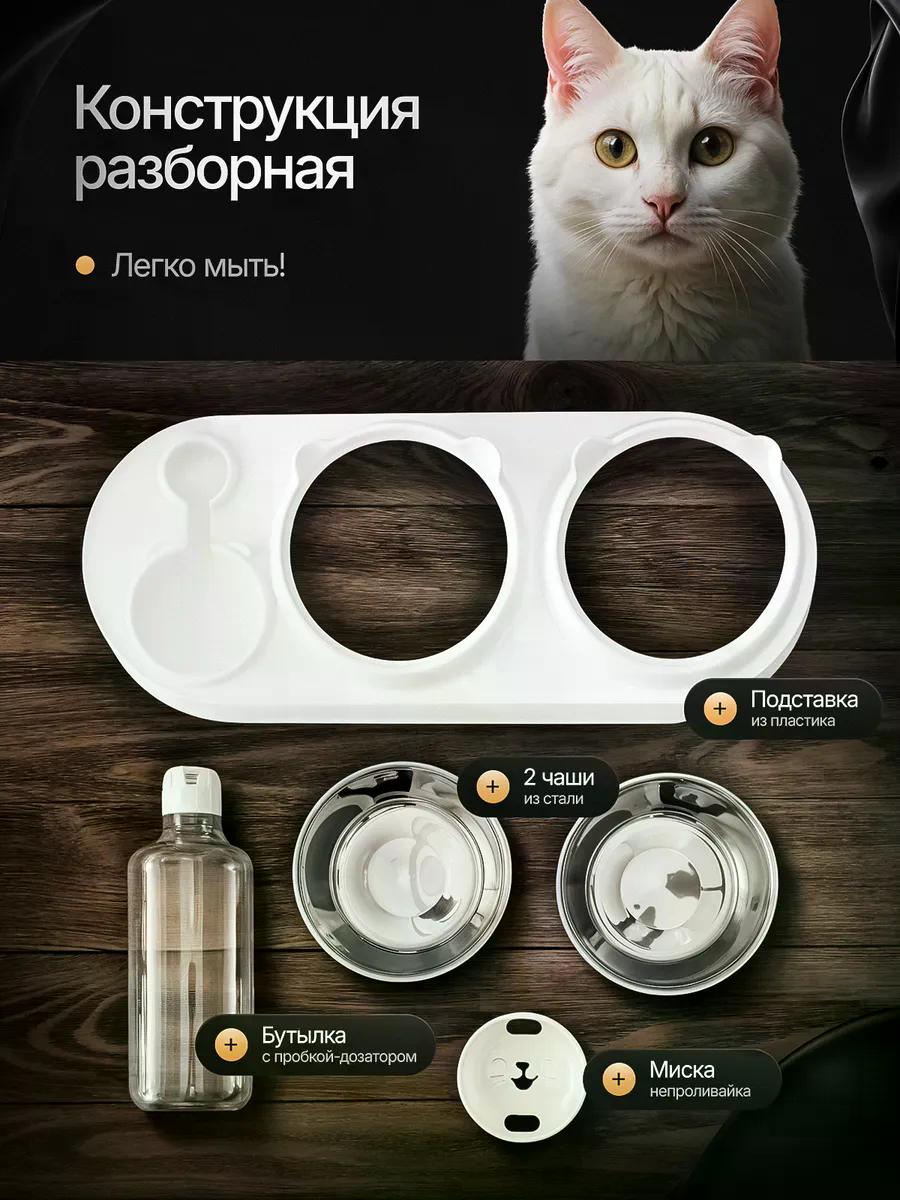 Конструкция
разборная
Легко мыть!
Подставка
из пластика
2 чаши
из стали
Бутылка
с пробкой-дозатором
Миска
непроливайка